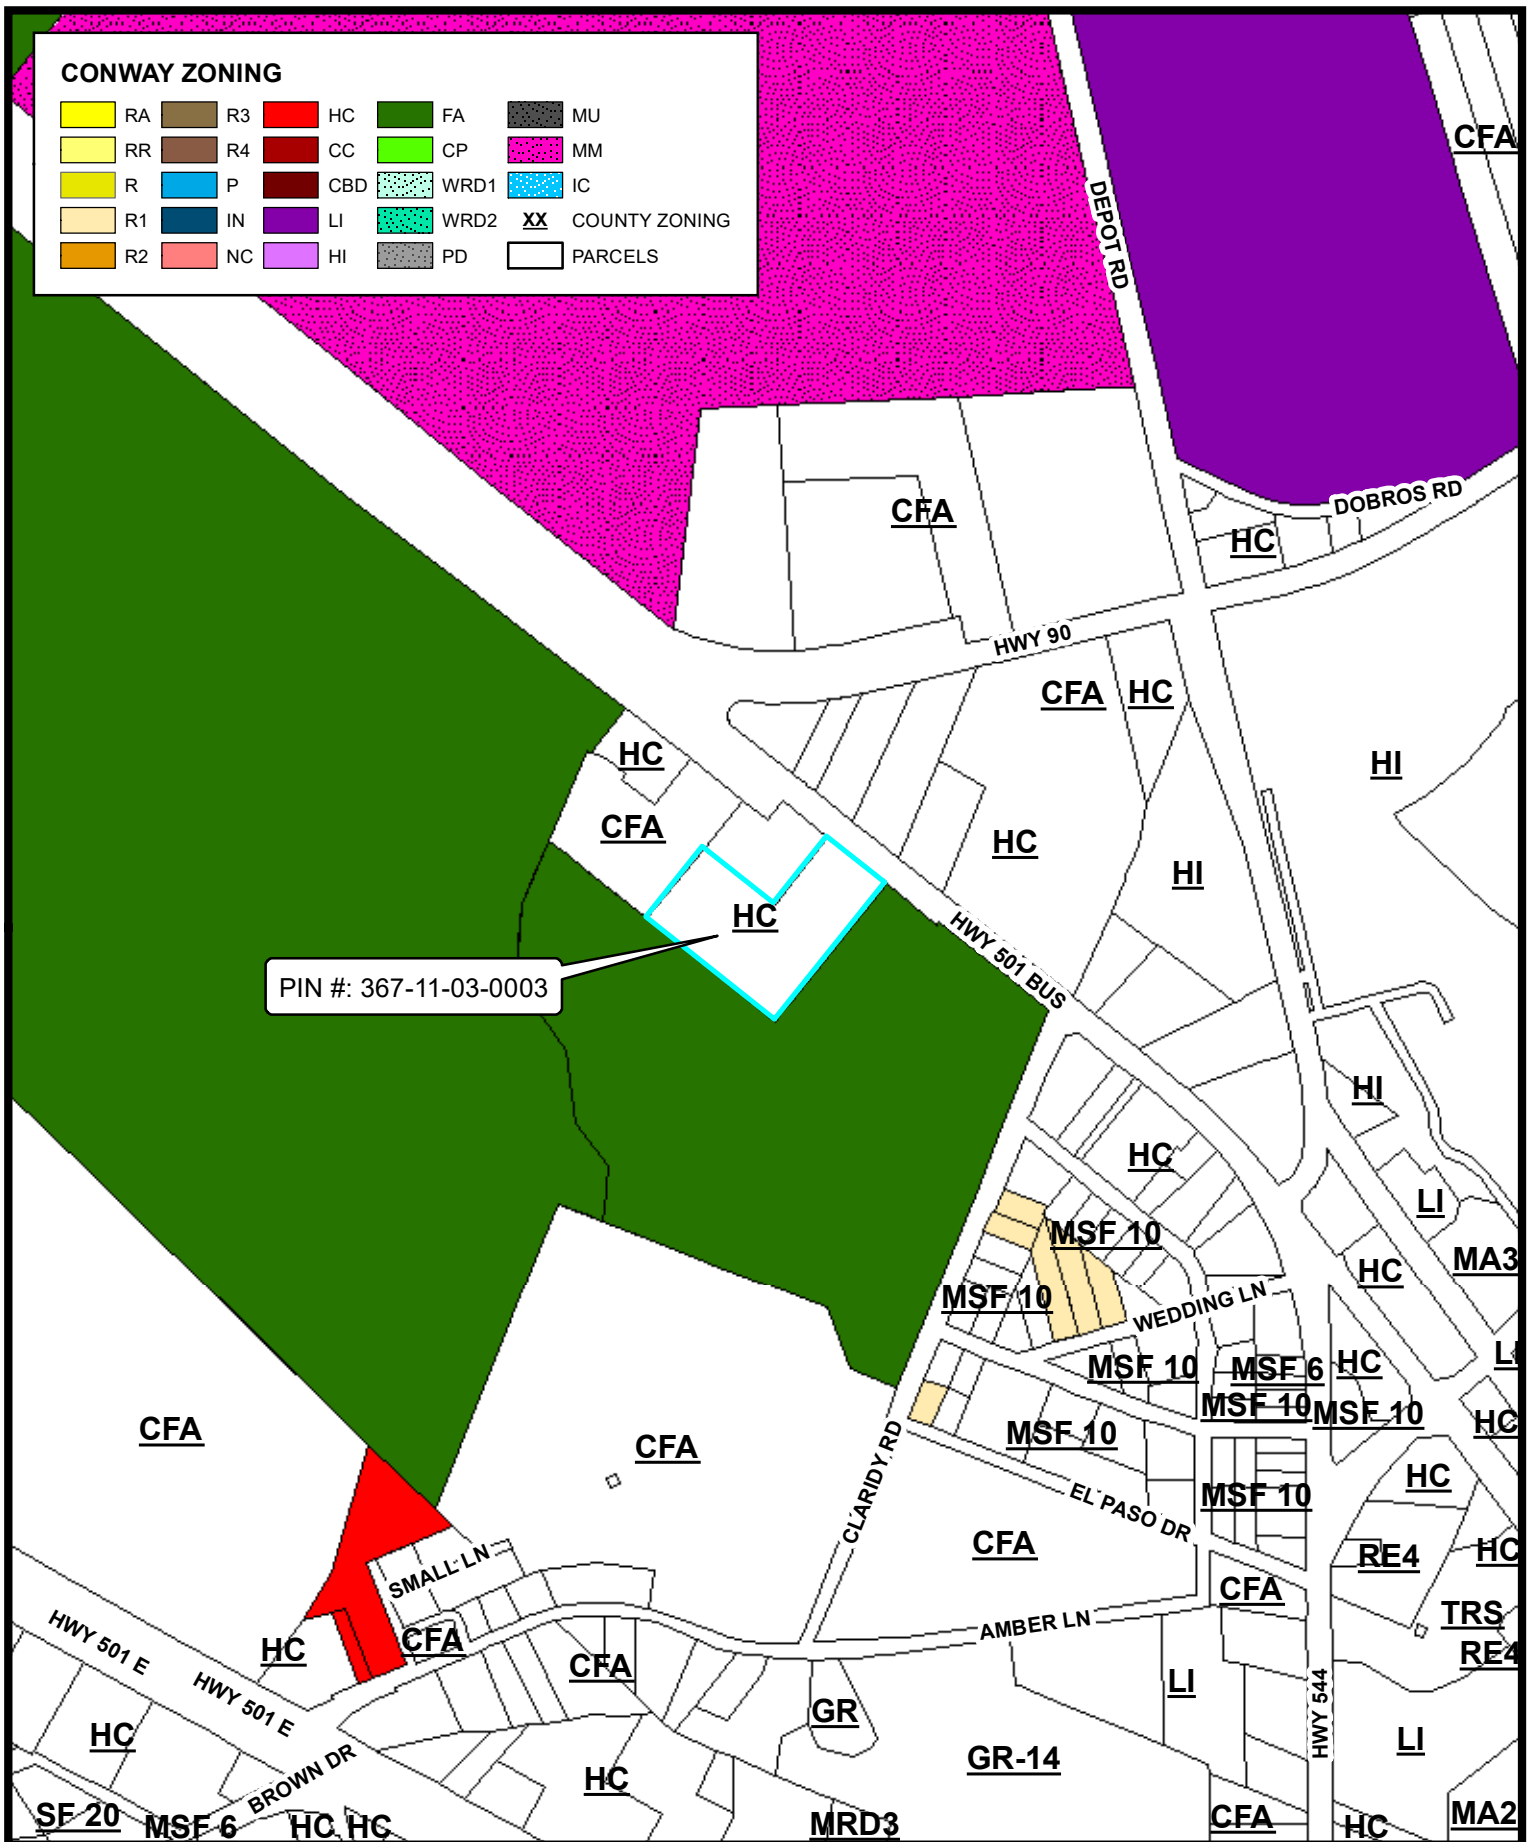 CONWAY ZONING
RA
RR
R
R1
R2
R3
R4
P
IN
NC
HC
CC
CBD
LI
HI
FA
CP
WRD1
WRD2
PD
MU
MM
IC
XX COUNTY ZONING
PARCELS
CFA
DEPOT RD
DOBROS RD
CFA
HC
HWY 90
CFA
HC
HC
HI
CFA
HC
HI
HC
PIN #: 367-11-03-0003
HWY 501 BUS
HI
HC
LI
MSF 10
MA3
HC
MSF 10
WEDDING LN
LI
MSF 10
MSF 6
HC
MSF 10
MSF 10
HC
CFA
CFA
MSF 10
CLARIDY RD
HC
EL PASO DR
MSF 10
CFA
RE4
HC
SMALL LN
CFA
TRS
AMBER LN
HWY 501 E
HC
CFA
RE4
CFA
HWY 501 E
LI
GR
HWY 544
HC
LI
GR-14
BROWN DR
HC
SF 20
MSF 6
HC
HC
MRD3
CFA
HC
MA2